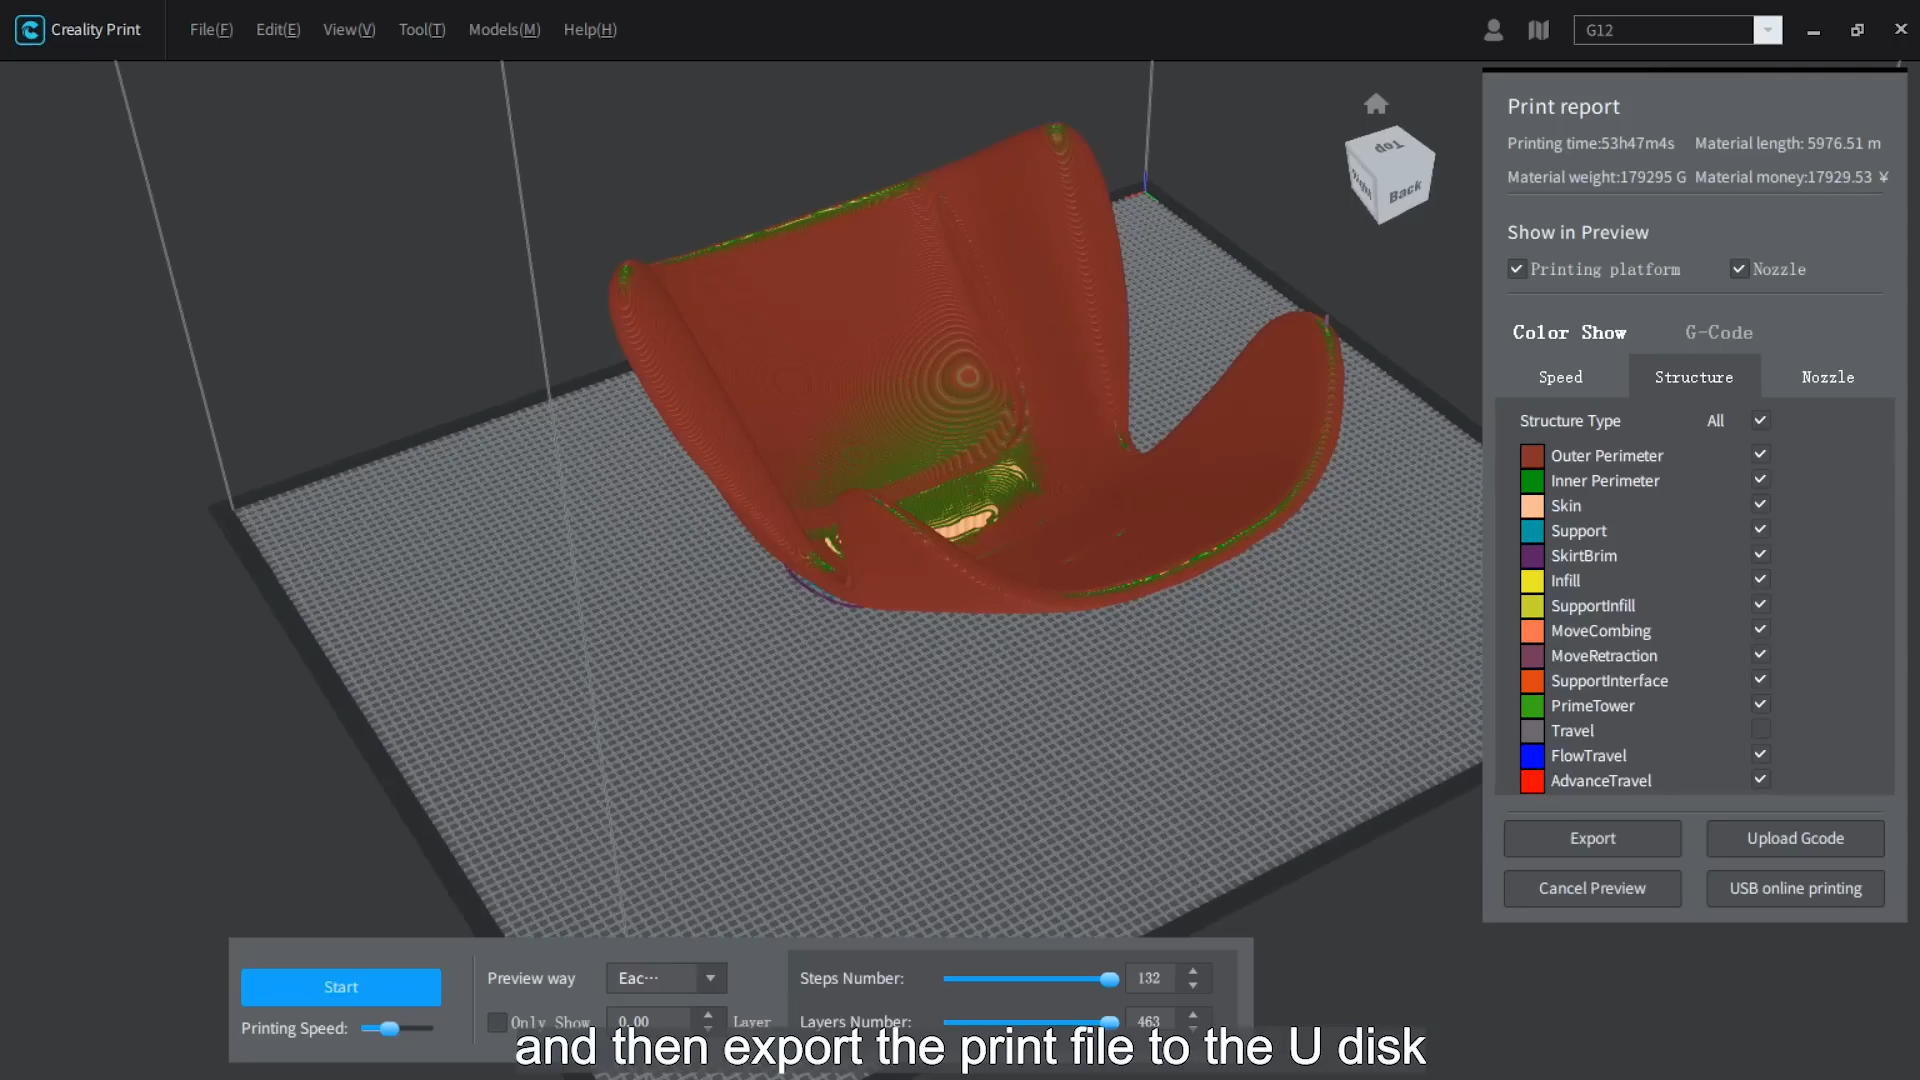 Creality Print
File(F) Edit(E) View(V) Tool(T) Models(M) Help(H)
G12
Top
Right
Back
Print report
Printing time:53h47m4s Material length: 5976.51 m
Material weight:179295 G Material money:17929.53 ¥
Show in Preview
Printing platform Nozzle
Color Show G-Code
Speed Structure Nozzle
Structure Type All
Outer Perimeter
Inner Perimeter
Skin
Support
SkirtBrim
Infill
SupportInfill
MoveCombing
MoveRetraction
SupportInterface
PrimeTower
Travel
FlowTravel
AdvanceTravel
Export Upload Gcode
Cancel Preview USB online printing
Start
Printing Speed:
Preview way Eac···
Only Show 0.00 Layer
Steps Number: 132
Layers Number: 463
and then export the print file to the U disk